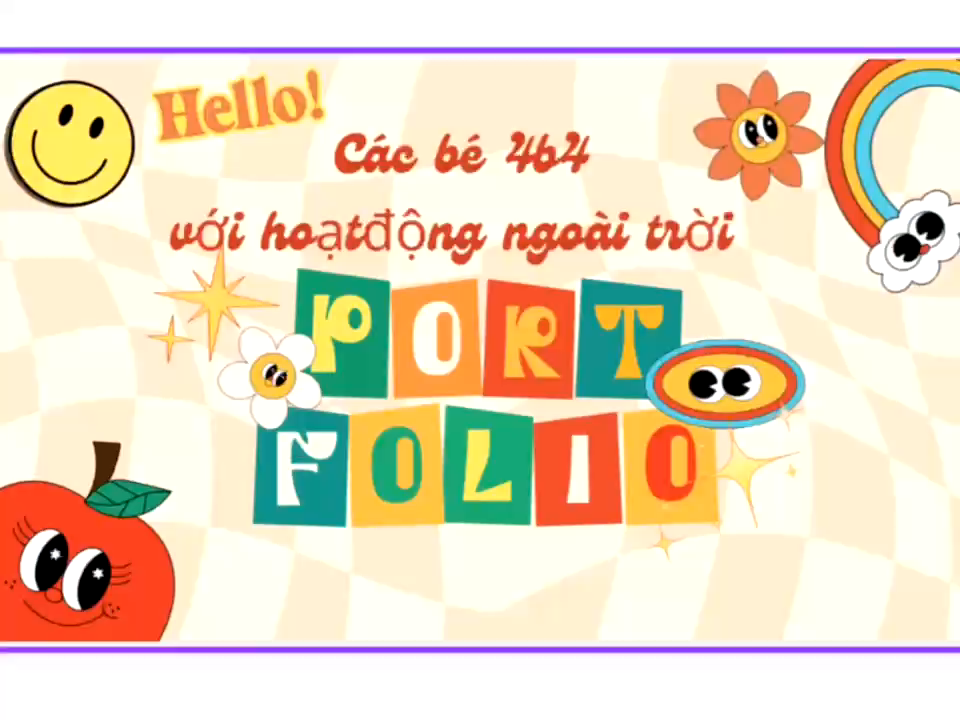 Hello!
Các bé 4b4
với hoạtđộng ngoài trời
PORT
FOLIO